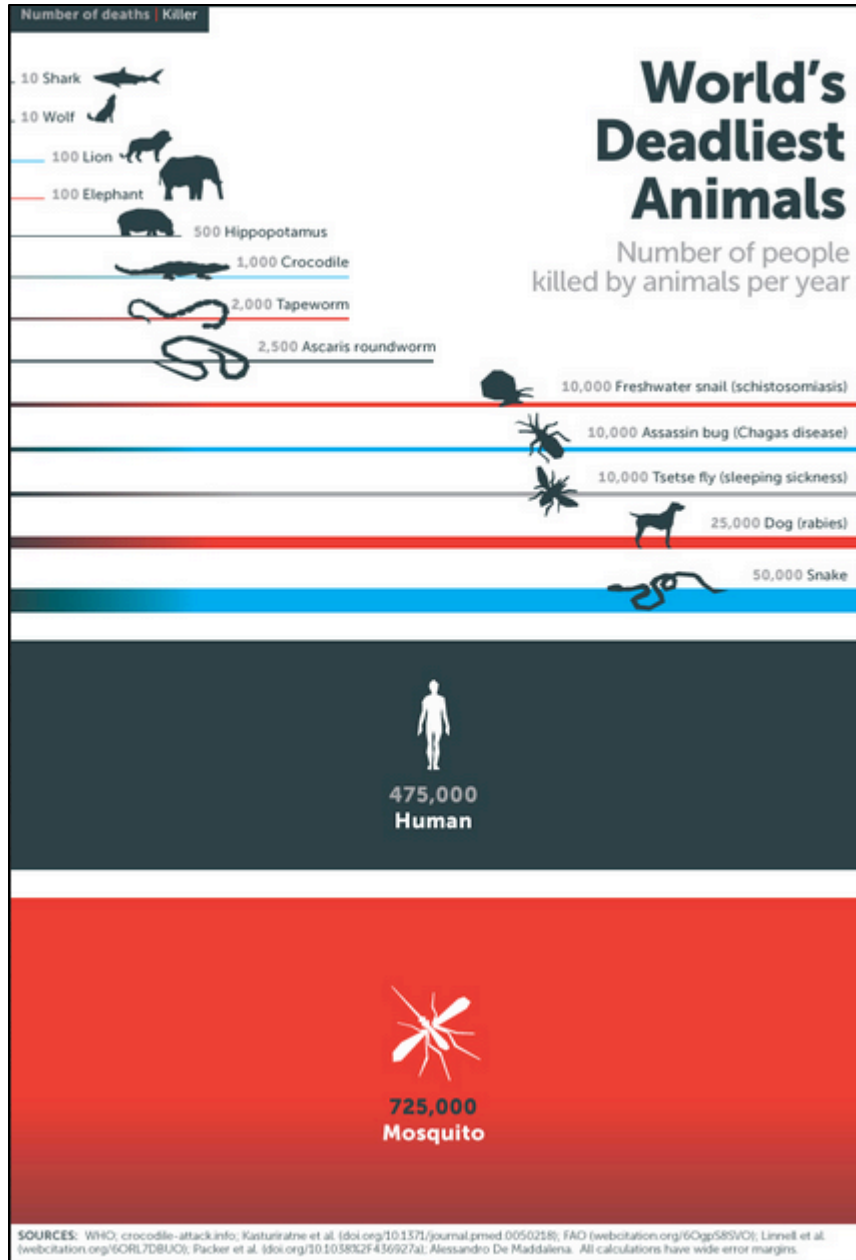 Number of deaths | Killer
World's
Deadliest
Animals
Number of people
killed by animals per year
10 Shark
10 Wolf
100 Lion
100 Elephant
500 Hippopotamus
1,000 Crocodile
2,000 Tapeworm
2,500 Ascaris roundworm
10,000 Freshwater snail (schistosomiasis)
10,000 Assassin bug (Chagas disease)
10,000 Tsetse fly (sleeping sickness)
25,000 Dog (rabies)
50,000 Snake
475,000
Human
725,000
Mosquito
SOURCES: WHO; crocodile-attack.info; Kasturiratne et al. (doi.org/10.1371/journal.pmed.0050218); FAO (webcitation.org/6OgpS8SVO); Linnell et al.
(webcitation.org/6ORL7DBUO); Packer et al. (doi.org/10.1038%2F436927a); Alessandro De Maddalena. All calculations have wide error margins.